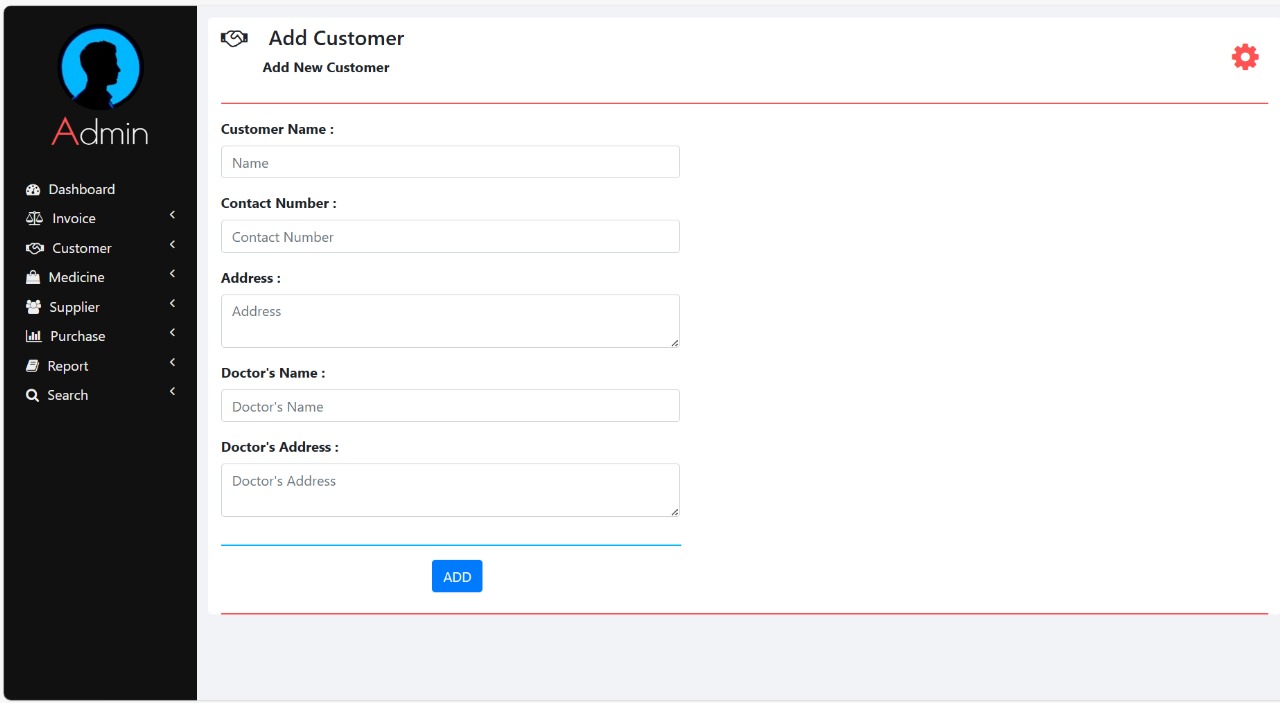 Admin
Dashboard
Invoice
Customer
Medicine
Supplier
Purchase
Report
Search
Add Customer
Add New Customer
Customer Name :
Name
Contact Number :
Contact Number
Address :
Address
Doctor's Name :
Doctor's Name
Doctor's Address :
Doctor's Address
ADD